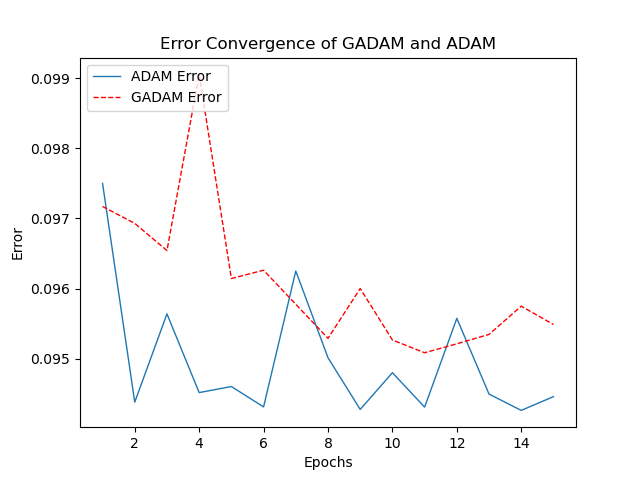 Error Convergence of GADAM and ADAM
ADAM Error
GADAM Error
0.099
0.098
0.097
0.096
0.095
Error
2 4 6 8 10 12 14
Epochs